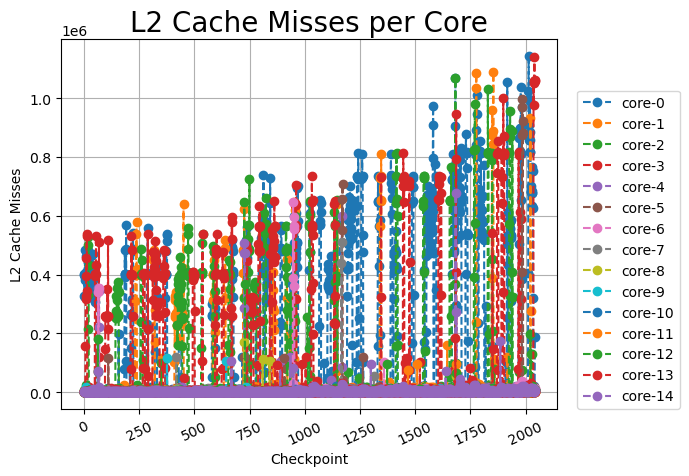 L2 Cache Misses per Core
1e6
L2 Cache Misses
1.0
0.8
0.6
0.4
0.2
0.0
0
250
500
750
1000
1250
1500
1750
2000
Checkpoint
core-0
core-1
core-2
core-3
core-4
core-5
core-6
core-7
core-8
core-9
core-10
core-11
core-12
core-13
core-14